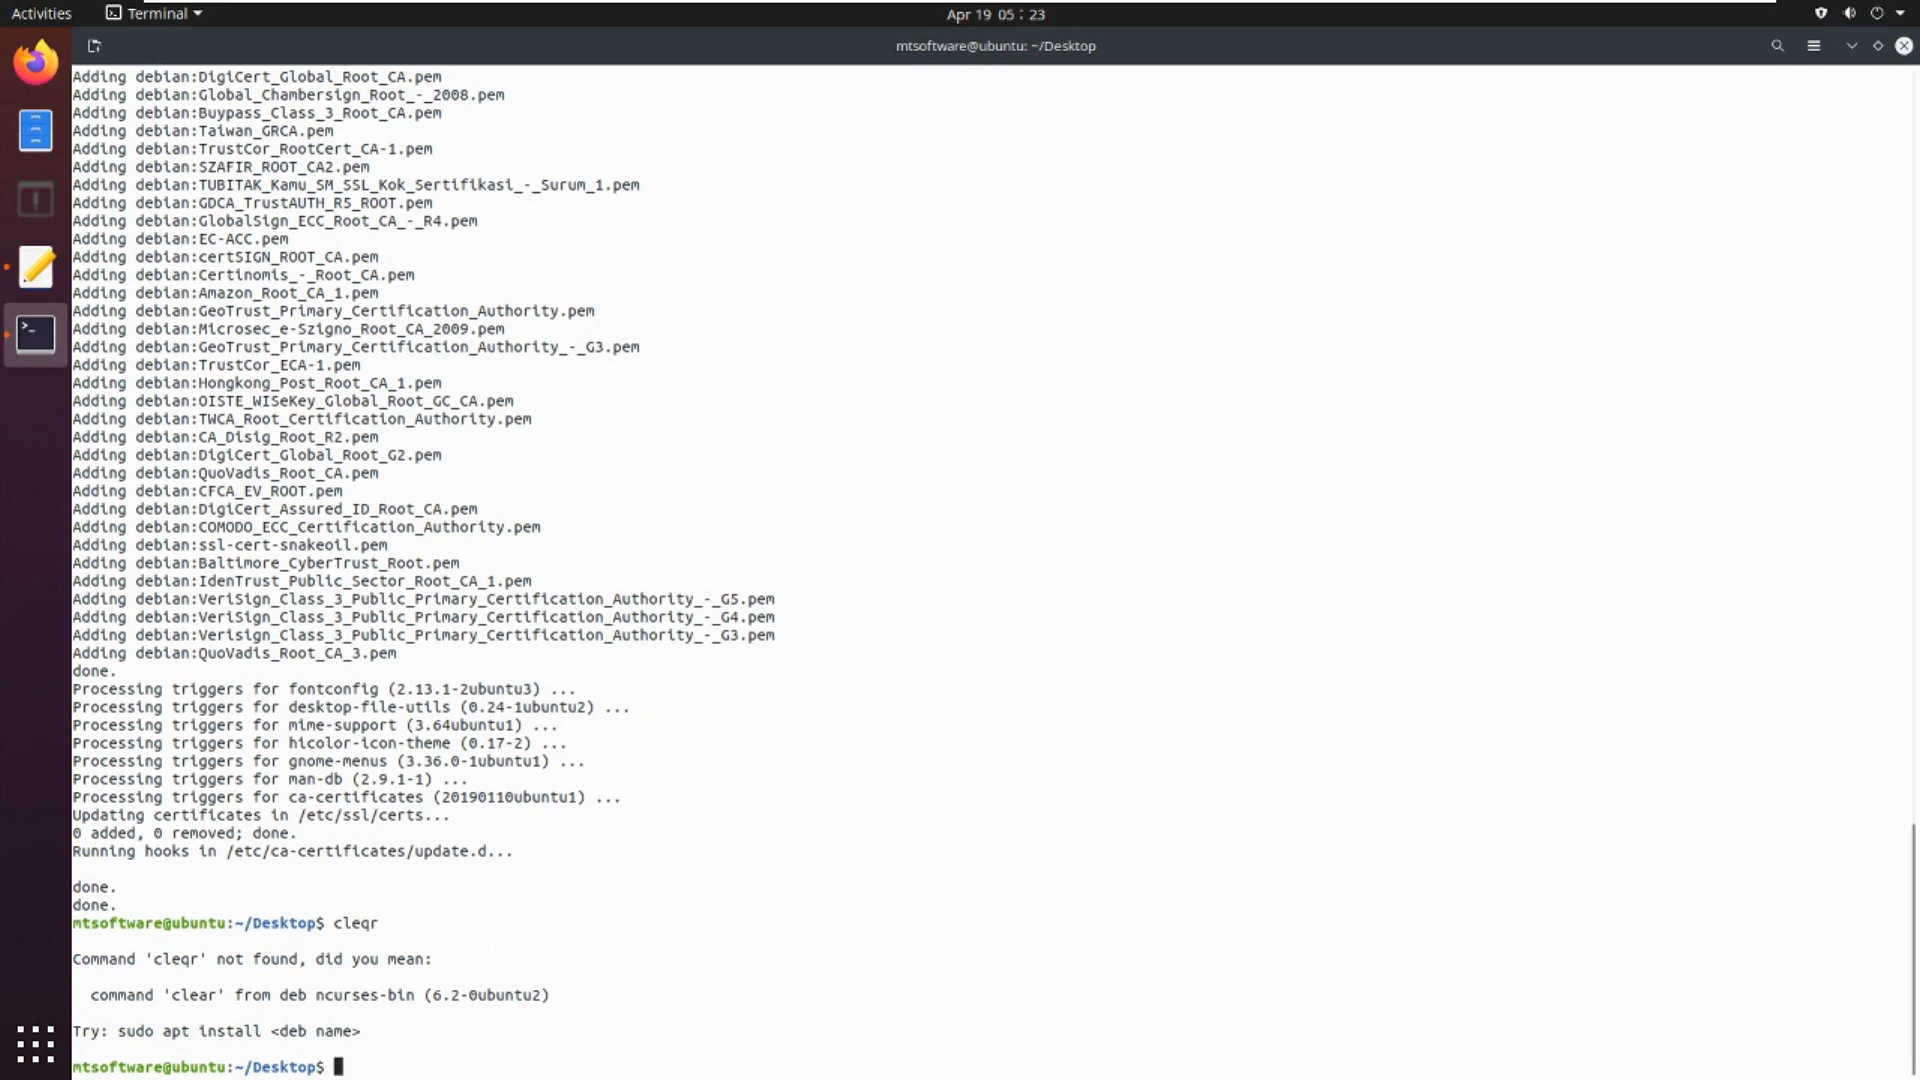 Activities Terminal Apr 19 05:23
mtsoftware@ubuntu: ~/Desktop
Adding debian:DigiCert_Global_Root_CA.pem
Adding debian:Global_Chambersign_Root_-_2008.pem
Adding debian:Buypass_Class_3_Root_CA.pem
Adding debian:Taiwan_GRCA.pem
Adding debian:TrustCor_RootCert_CA-1.pem
Adding debian:SZAFIR_ROOT_CA2.pem
Adding debian:TUBITAK_Kamu_SM_SSL_Kok_Sertifikasi_-_Surum_1.pem
Adding debian:GDCA_TrustAUTH_R5_ROOT.pem
Adding debian:GlobalSign_ECC_Root_CA_-_R4.pem
Adding debian:EC-ACC.pem
Adding debian:certSIGN_ROOT_CA.pem
Adding debian:Certinomis_-_Root_CA.pem
Adding debian:Amazon_Root_CA_1.pem
Adding debian:GeoTrust_Primary_Certification_Authority.pem
Adding debian:Microsec_e-Szigno_Root_CA_2009.pem
Adding debian:GeoTrust_Primary_Certification_Authority_-_G3.pem
Adding debian:TrustCor_ECA-1.pem
Adding debian:Hongkong_Post_Root_CA_1.pem
Adding debian:OISTE_WISeKey_Global_Root_GC_CA.pem
Adding debian:TWCA_Root_Certification_Authority.pem
Adding debian:CA_Disig_Root_R2.pem
Adding debian:DigiCert_Global_Root_G2.pem
Adding debian:QuoVadis_Root_CA.pem
Adding debian:CFCA_EV_ROOT.pem
Adding debian:DigiCert_Assured_ID_Root_CA.pem
Adding debian:COMODO_ECC_Certification_Authority.pem
Adding debian:ssl-cert-snakeoil.pem
Adding debian:Baltimore_CyberTrust_Root.pem
Adding debian:IdenTrust_Public_Sector_Root_CA_1.pem
Adding debian:VeriSign_Class_3_Public_Primary_Certification_Authority_-_G5.pem
Adding debian:VeriSign_Class_3_Public_Primary_Certification_Authority_-_G4.pem
Adding debian:Verisign_Class_3_Public_Primary_Certification_Authority_-_G3.pem
Adding debian:QuoVadis_Root_CA_3.pem
done.
Processing triggers for fontconfig (2.13.1-2ubuntu3) ...
Processing triggers for desktop-file-utils (0.24-1ubuntu2) ...
Processing triggers for mime-support (3.64ubuntu1) ...
Processing triggers for hicolor-icon-theme (0.17-2) ...
Processing triggers for gnome-menus (3.36.0-1ubuntu1) ...
Processing triggers for man-db (2.9.1-1) ...
Processing triggers for ca-certificates (20190110ubuntu1) ...
Updating certificates in /etc/ssl/certs...
0 added, 0 removed; done.
Running hooks in /etc/ca-certificates/update.d...
done.
done.
mtsoftware@ubuntu:~/Desktop$ cleqr
Command 'cleqr' not found, did you mean:
command 'clear' from deb ncurses-bin (6.2-0ubuntu2)
Try: sudo apt install <deb name>
mtsoftware@ubuntu:~/Desktop$